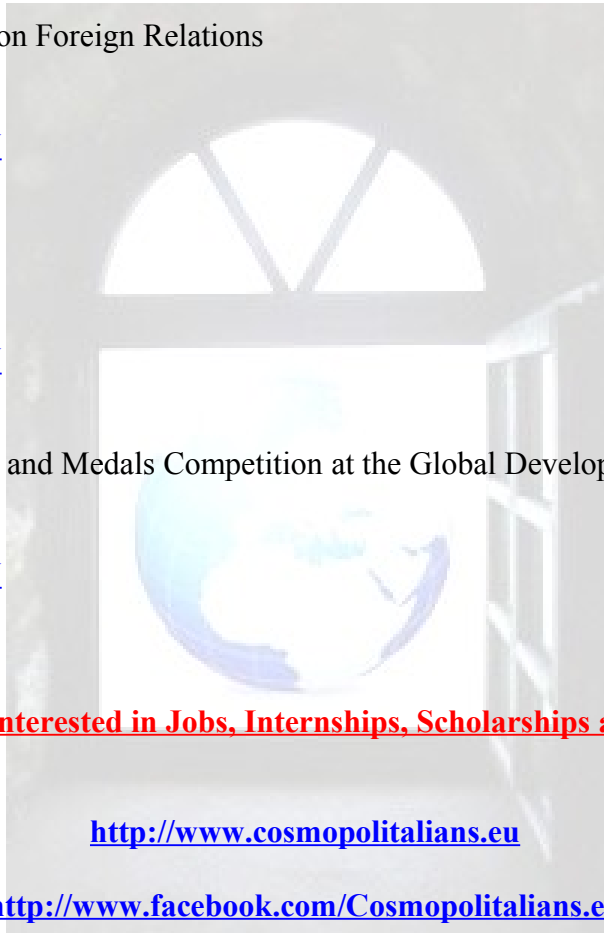 on Foreign Relations
and Medals Competition at the Global Develop
nterested in Jobs, Internships, Scholarships a
http://www.cosmopolitalians.eu
http://www.facebook.com/Cosmopolitalians.e